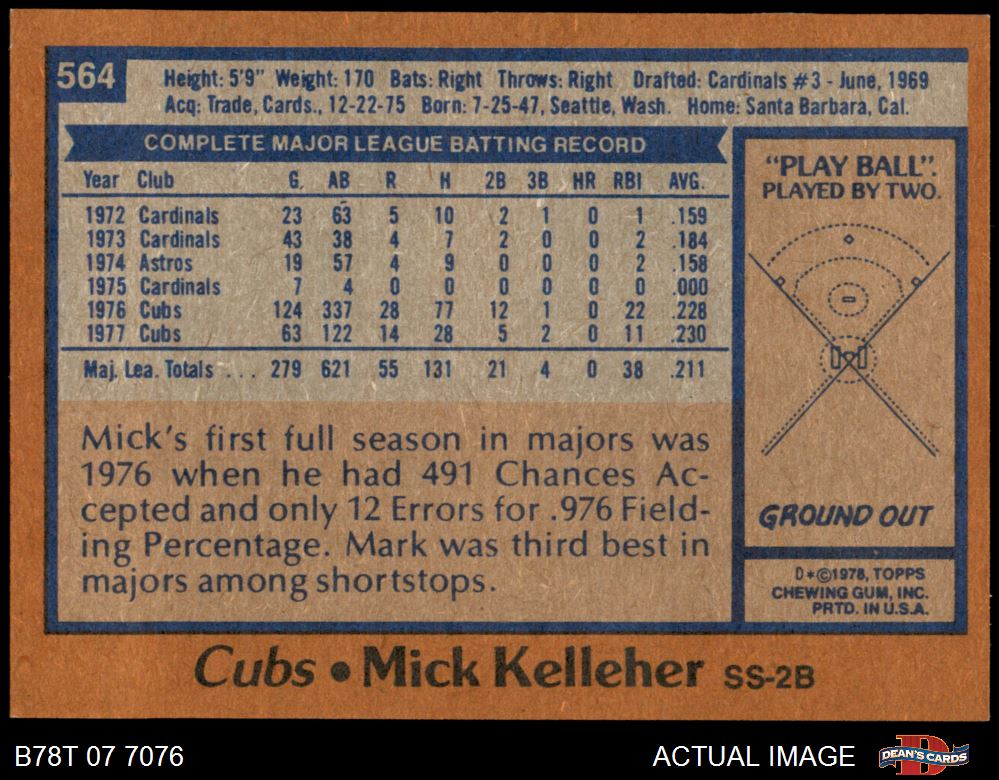 564
Height: 5'9" Weight: 170 Bats: Right Throws: Right Drafted: Cardinals #3 - June, 1969
Acq: Trade, Cards., 12-22-75 Born: 7-25-47, Seattle, Wash. Home: Santa Barbara, Cal.
COMPLETE MAJOR LEAGUE BATTING RECORD
Year Club G. AB R H 2B 3B HR RBI AVG.
1972 Cardinals 23 63 5 10 2 1 0 1 .159
1973 Cardinals 43 38 4 7 2 0 0 2 .184
1974 Astros 19 57 4 9 0 0 0 2 .158
1975 Cardinals 7 4 0 0 0 0 0 0 .000
1976 Cubs 124 337 28 77 12 1 0 22 .228
1977 Cubs 63 122 14 28 5 2 0 11 .230
Maj. Lea. Totals . . . 279 621 55 131 21 4 0 38 .211
Mick's first full season in majors was
1976 when he had 491 Chances Ac-
cepted and only 12 Errors for .976 Field-
ing Percentage. Mark was third best in
majors among shortstops.
"PLAY BALL".
PLAYED BY TWO.
GROUND OUT
D*©1978, TOPPS
CHEWING GUM, INC.
PRTD. IN U.S.A.
Cubs • Mick Kelleher SS-2B
B78T 07 7076
ACTUAL IMAGE
DEAN'S CARDS